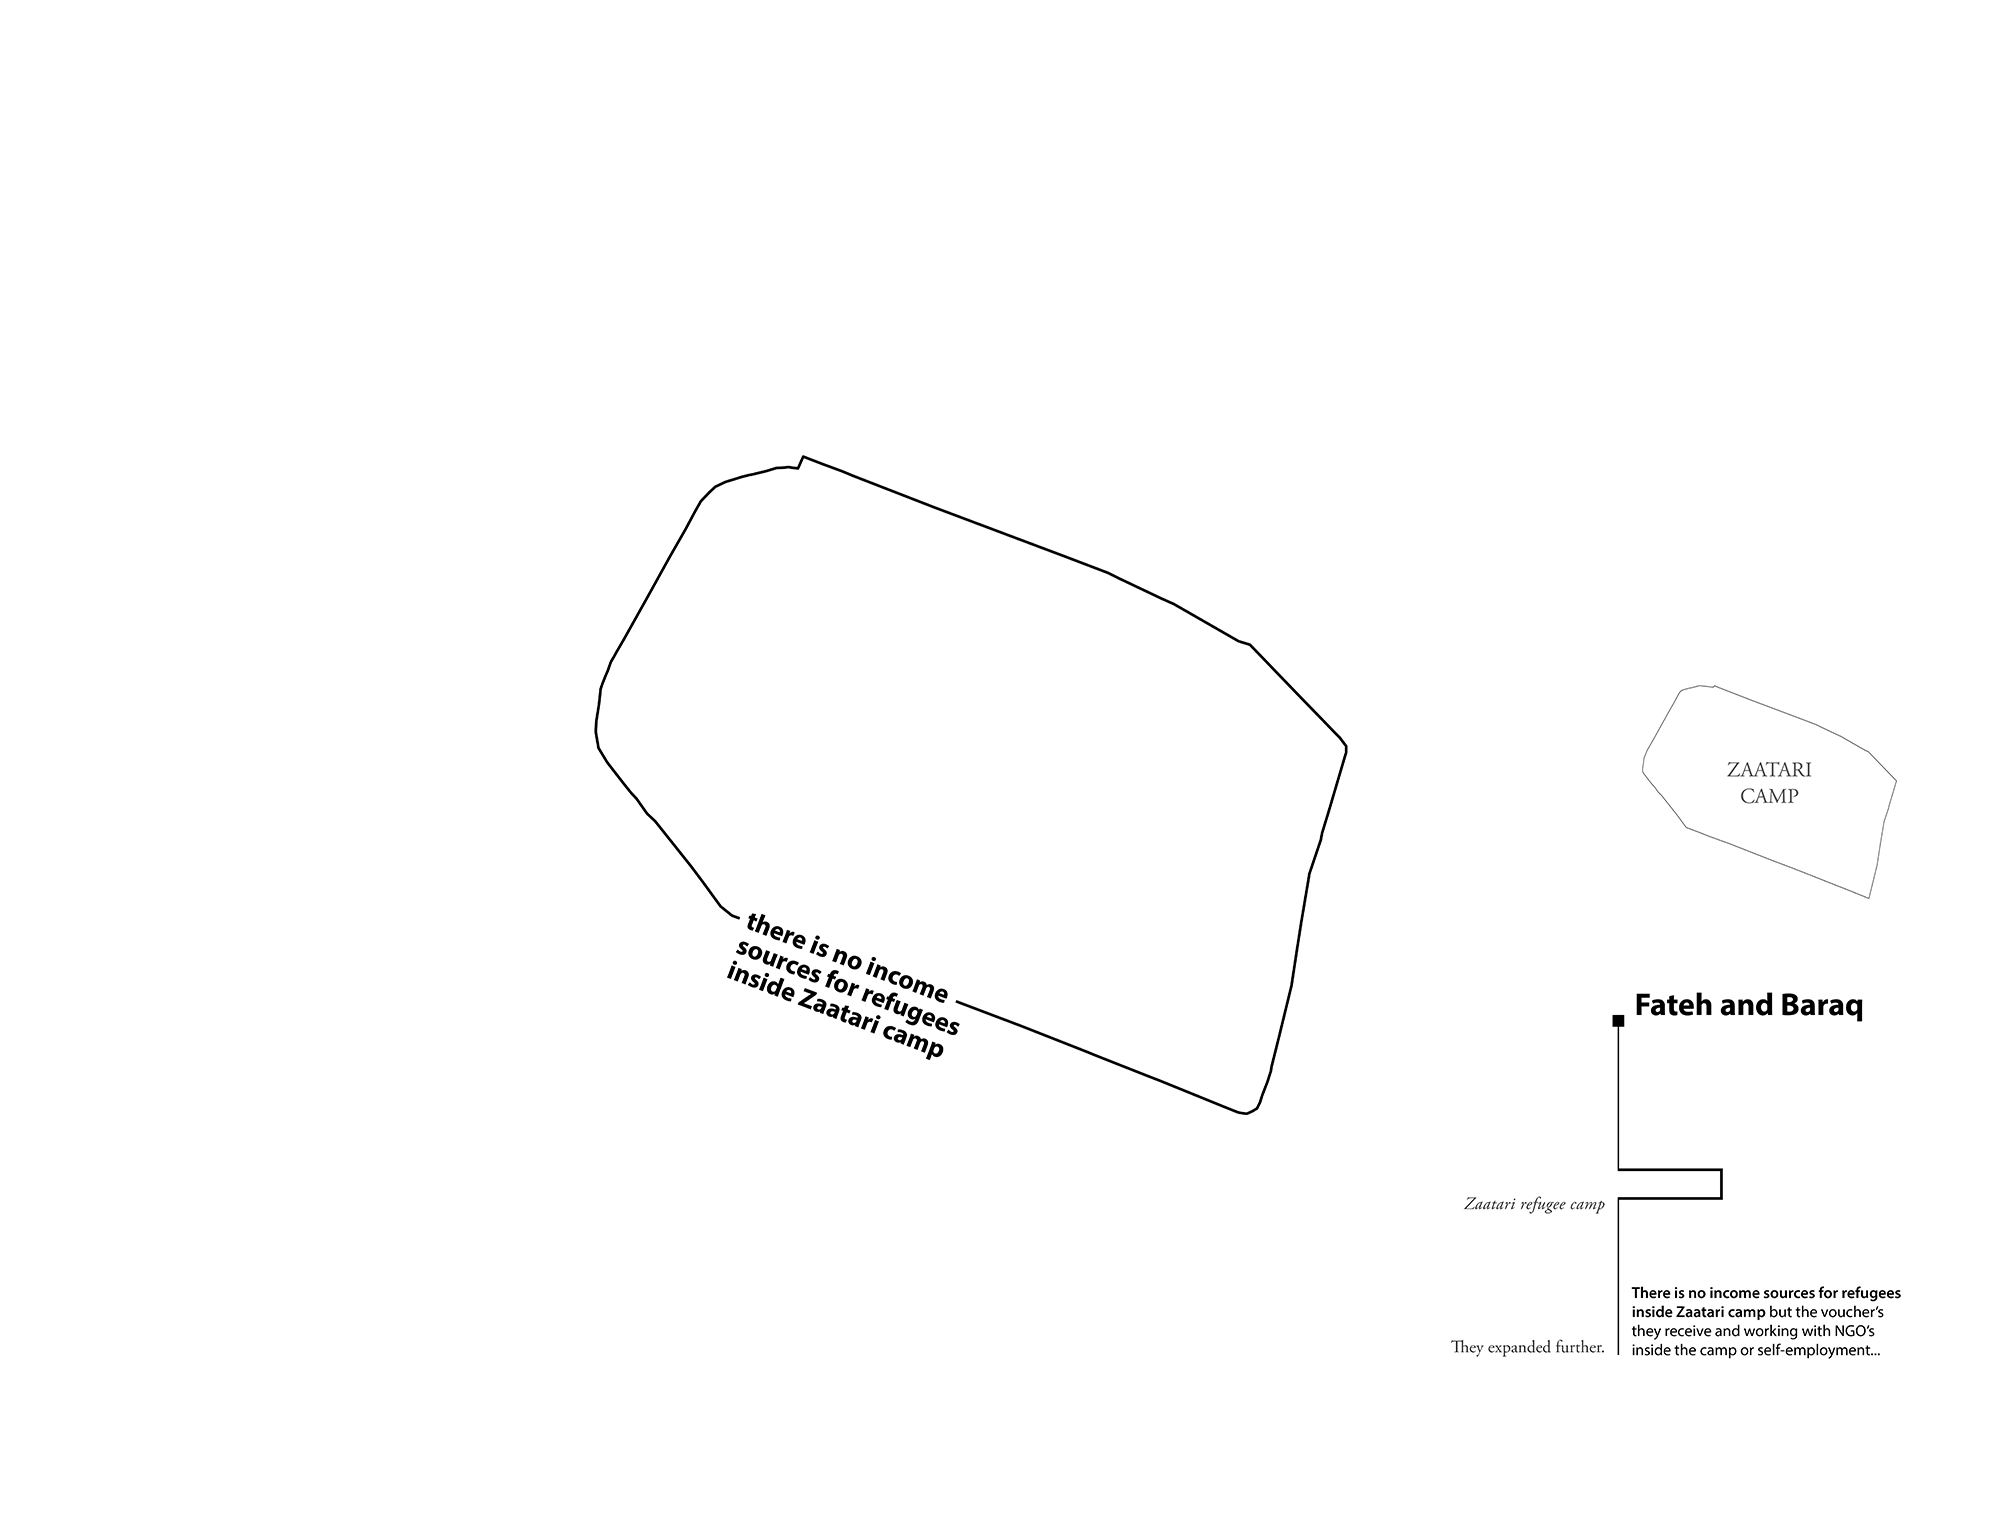 there is no income
sources for refugees
inside Zaatari camp
ZAATARI
CAMP
Fateh and Baraq
Zaatari refugee camp
They expanded further.
There is no income sources for refugees
inside Zaatari camp but the voucher’s
they receive and working with NGO’s
inside the camp or self-employment...